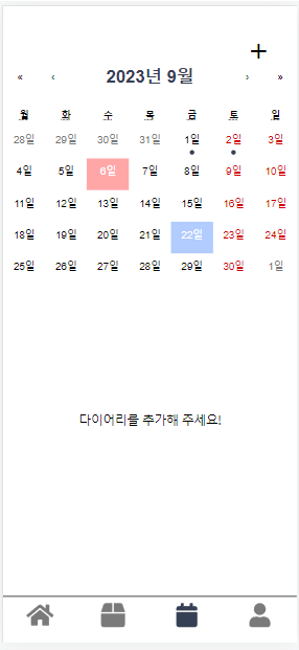 « ‹ 2023년 9월 › »
월 화 수 목 금 토 일
28일 29일 30일 31일 1일 2일 3일
4일 5일 6일 7일 8일 9일 10일
11일 12일 13일 14일 15일 16일 17일
18일 19일 20일 21일 22일 23일 24일
25일 26일 27일 28일 29일 30일 1일
다이어리를 추가해 주세요!